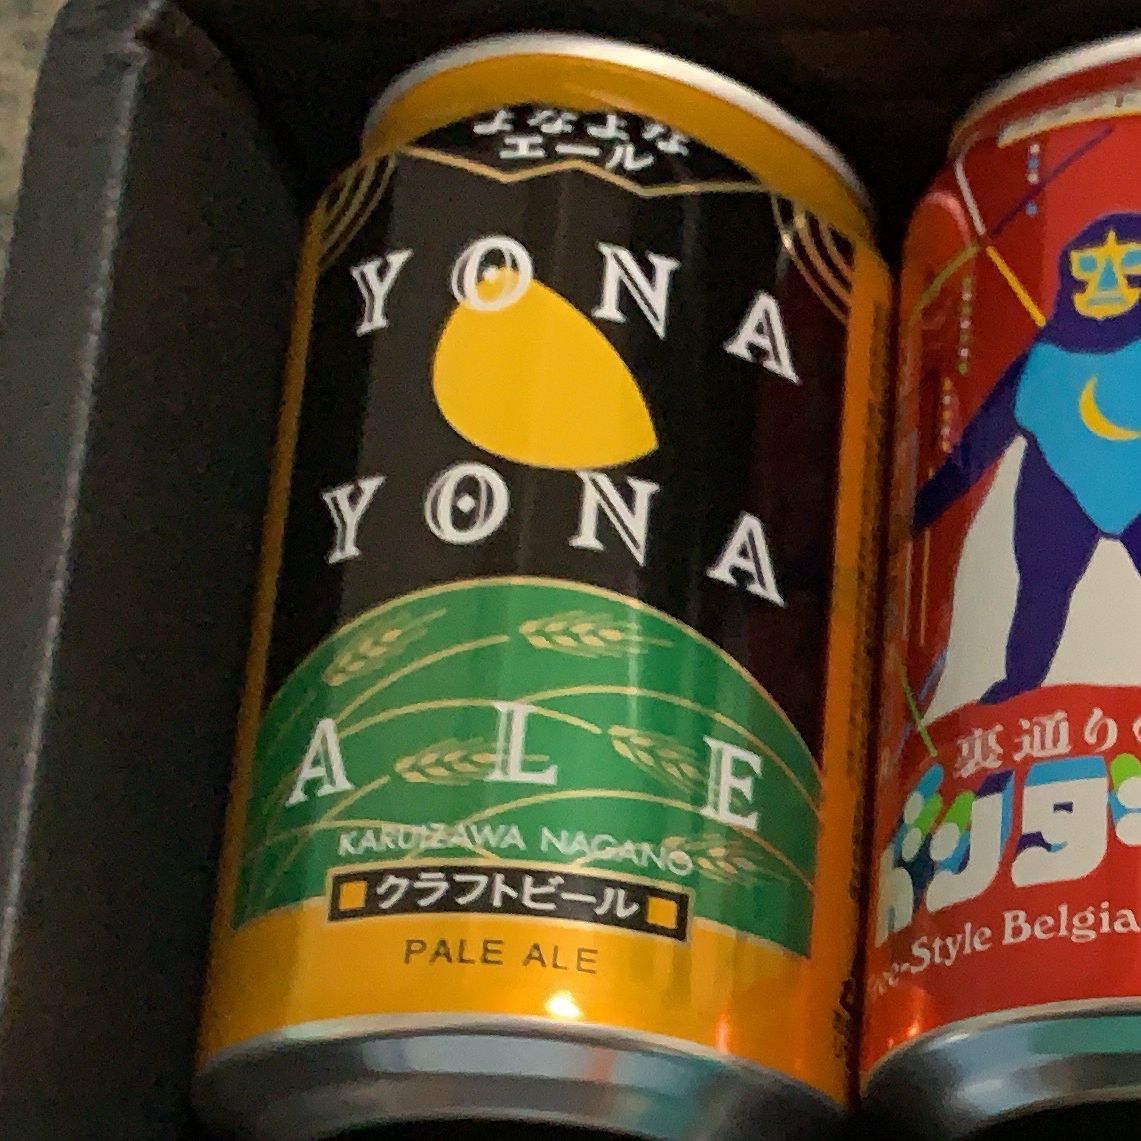 よなよな
エール
YONA
YONA
ALE
KARUIZAWA NAGANO
クラフトビール
PALE ALE
裏通りの
ドンダ
-Style Belgia